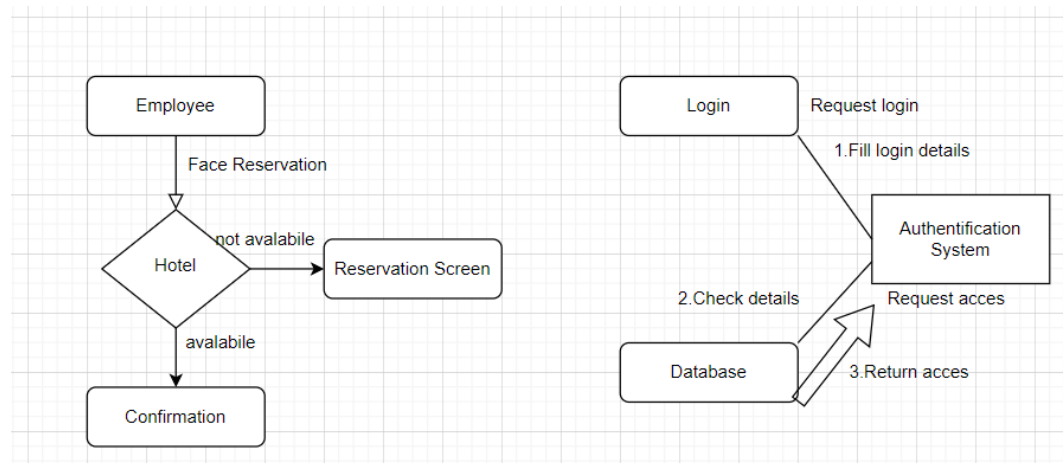 Employee
Face Reservation
not avalabile
Hotel
Reservation Screen
avalabile
Confirmation
Login
Request login
1.Fill login details
Authentification
System
2.Check details
Request acces
Database
3.Return acces